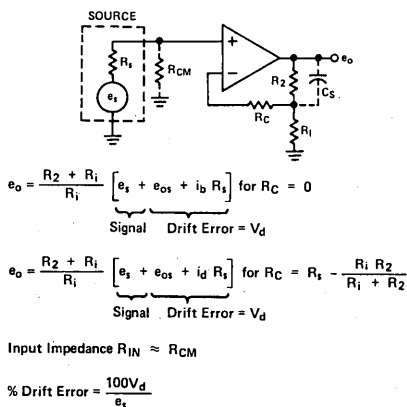 SOURCE
Rs
es
RCM
+
−
RC
R2
CS
Ri
eo
eo = R2 + Ri / Ri [es + eos + ib Rs] for RC = 0
Signal Drift Error = Vd
eo = R2 + Ri / Ri [es + eos + id Rs] for RC = Rs - Ri R2 / Ri + R2
Signal Drift Error = Vd
Input Impedance RIN ≈ RCM
% Drift Error = 100Vd / es